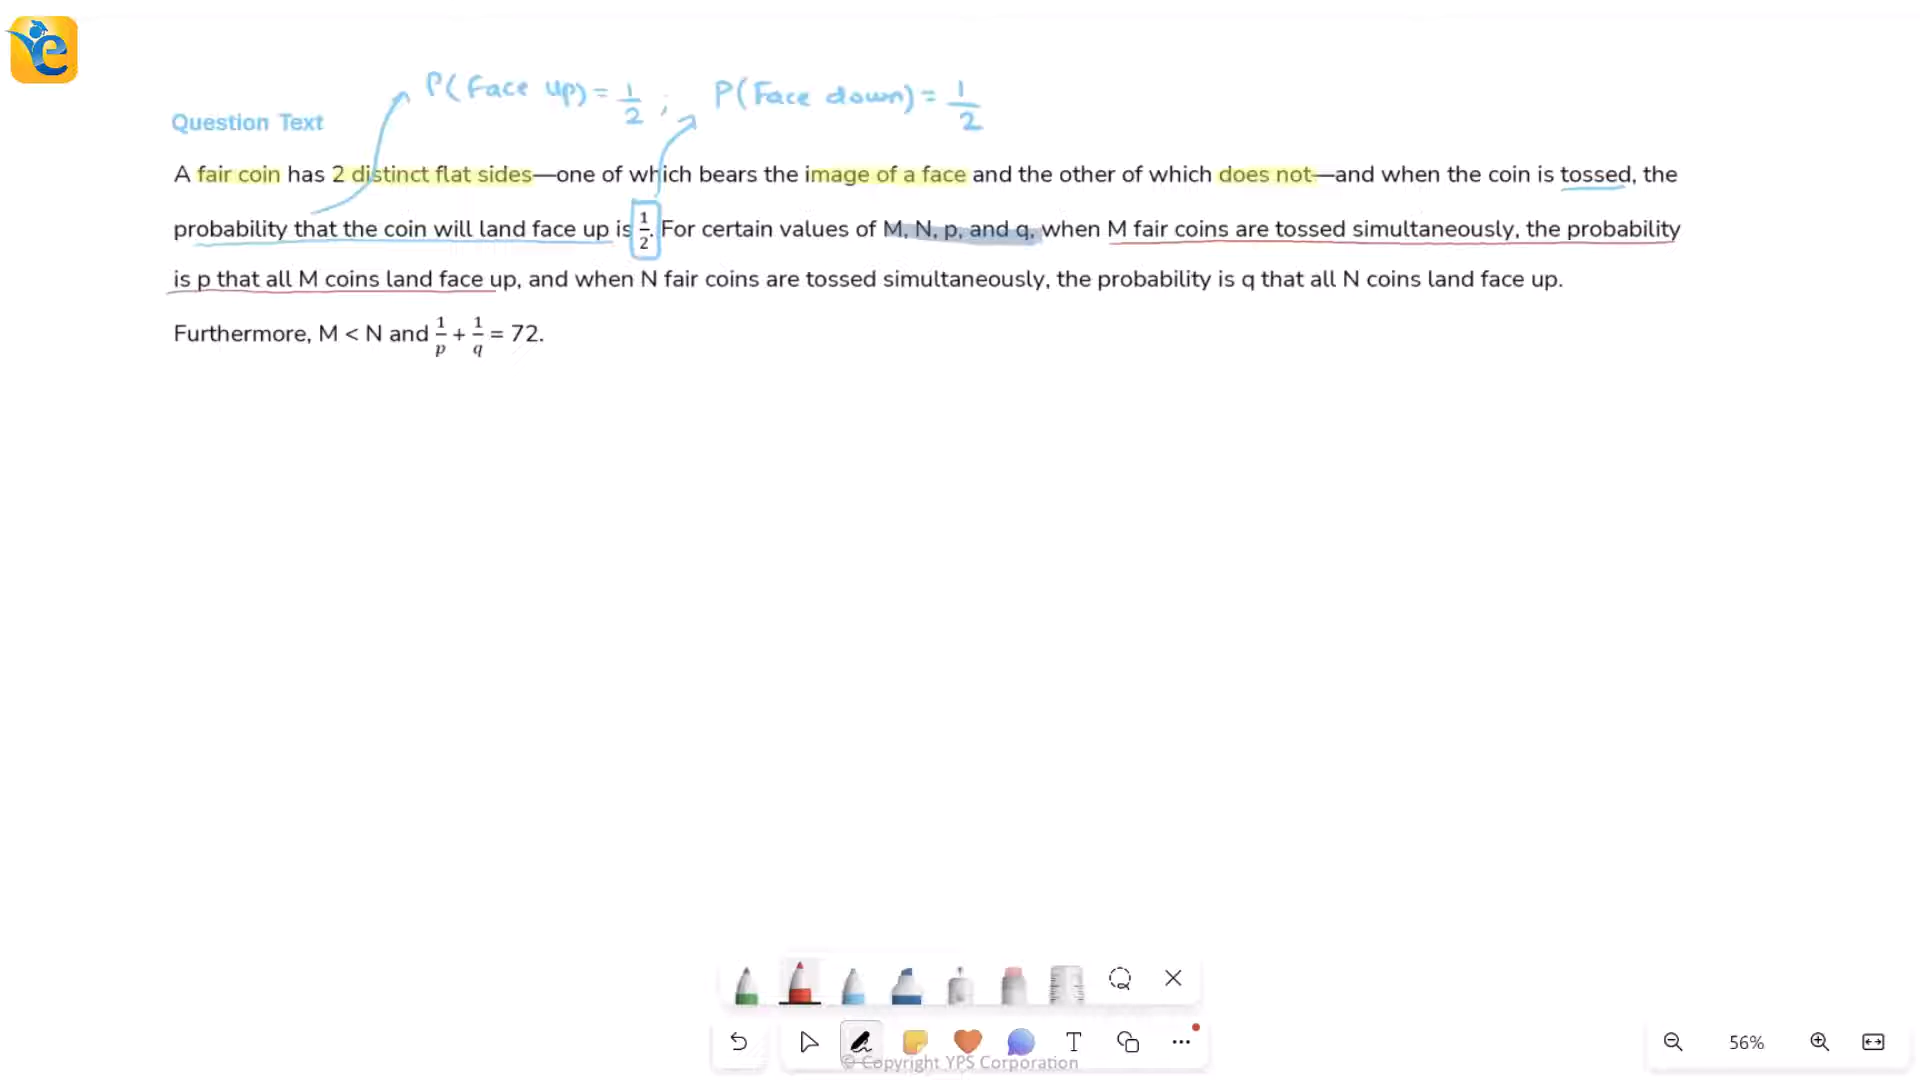 P(Face up) = 1/2 ; P(Face down) = 1/2
Question Text
A fair coin has 2 distinct flat sides—one of which bears the image of a face and the other of which does not—and when the coin is tossed, the
probability that the coin will land face up is 1/2. For certain values of M, N, p, and q, when M fair coins are tossed simultaneously, the probability
is p that all M coins land face up, and when N fair coins are tossed simultaneously, the probability is q that all N coins land face up.
Furthermore, M < N and 1/p + 1/q = 72.
T
56%
© Copyright YPS Corporation